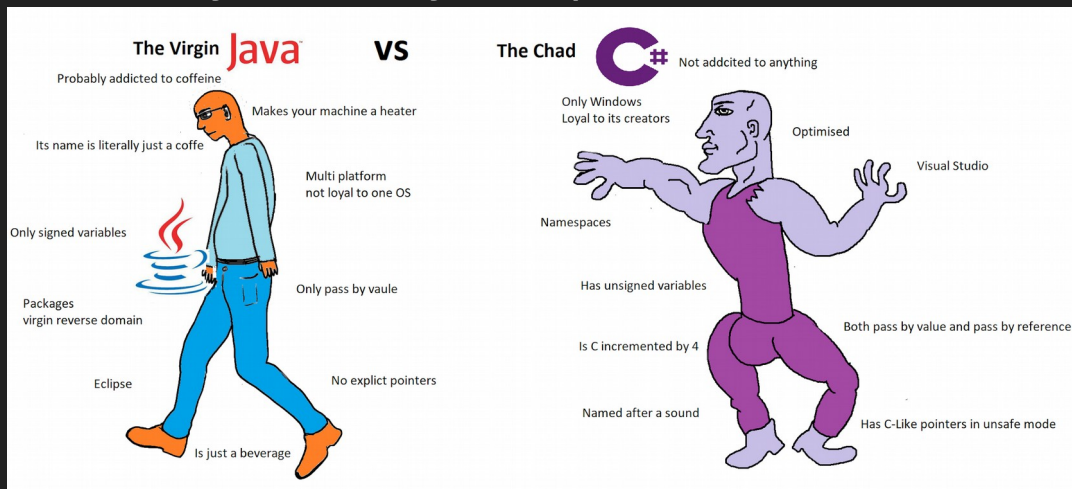 The Virgin Java
VS
The Chad C#
Probably addicted to coffeine
Makes your machine a heater
Its name is literally just a coffe
Multi platform
not loyal to one OS
Only signed variables
Only pass by vaule
Packages
virgin reverse domain
Eclipse
No explict pointers
Is just a beverage
Not addcited to anything
Only Windows
Loyal to its creators
Optimised
Visual Studio
Namespaces
Has unsigned variables
Both pass by value and pass by reference
Is C incremented by 4
Named after a sound
Has C-Like pointers in unsafe mode